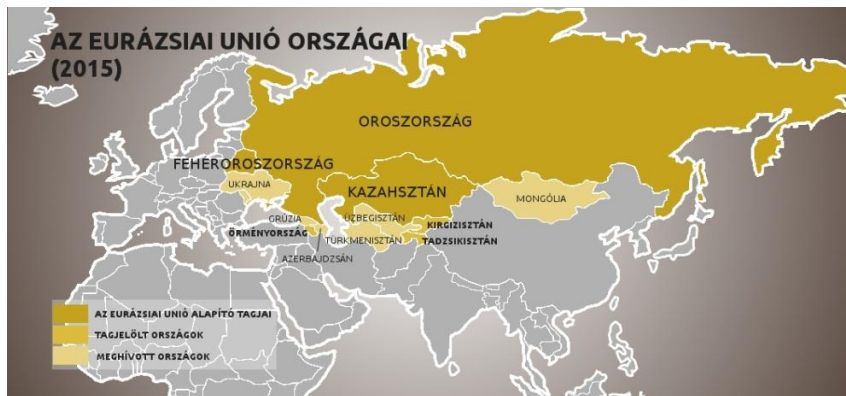 AZ EURÁZSIAI UNIÓ ORSZÁGAI
(2015)
OROSZORSZÁG
FEHÉROROSZORSZÁG
UKRAJNA
KAZAHSZTÁN
MONGÓLIA
GRÚZIA
ÜZBEGISZTÁN
KIRGIZISZTÁN
ÖRMÉNYORSZÁG
TÜRKMENISZTÁN
TADZSIKISZTÁN
AZERBAJDZSÁN
AZ EURÁZSIAI UNIÓ ALAPÍTÓ TAGJAI
TAGJELÖLT ORSZÁGOK
MEGHÍVOTT ORSZÁGOK